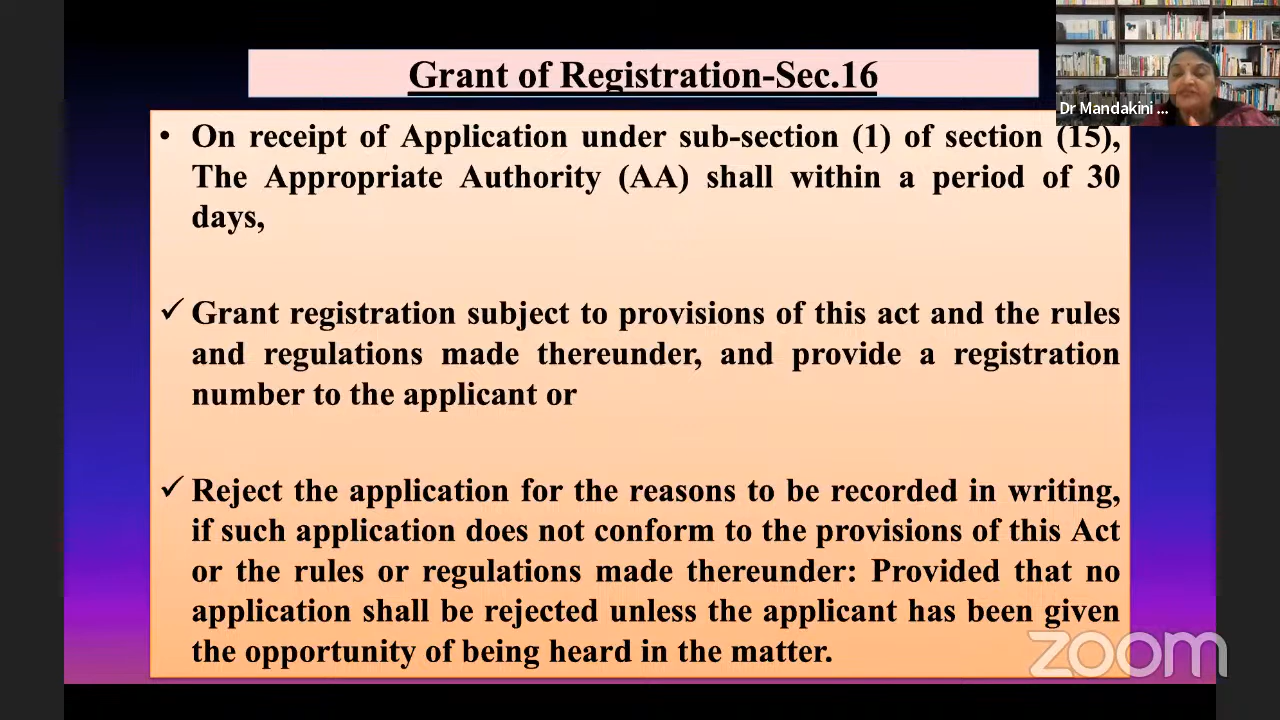 Grant of Registration-Sec.16
Dr Mandakini ...
• On receipt of Application under sub-section (1) of section (15),
The Appropriate Authority (AA) shall within a period of 30
days,
✓ Grant registration subject to provisions of this act and the rules
and regulations made thereunder, and provide a registration
number to the applicant or
✓ Reject the application for the reasons to be recorded in writing,
if such application does not conform to the provisions of this Act
or the rules or regulations made thereunder: Provided that no
application shall be rejected unless the applicant has been given
the opportunity of being heard in the matter.
zoom